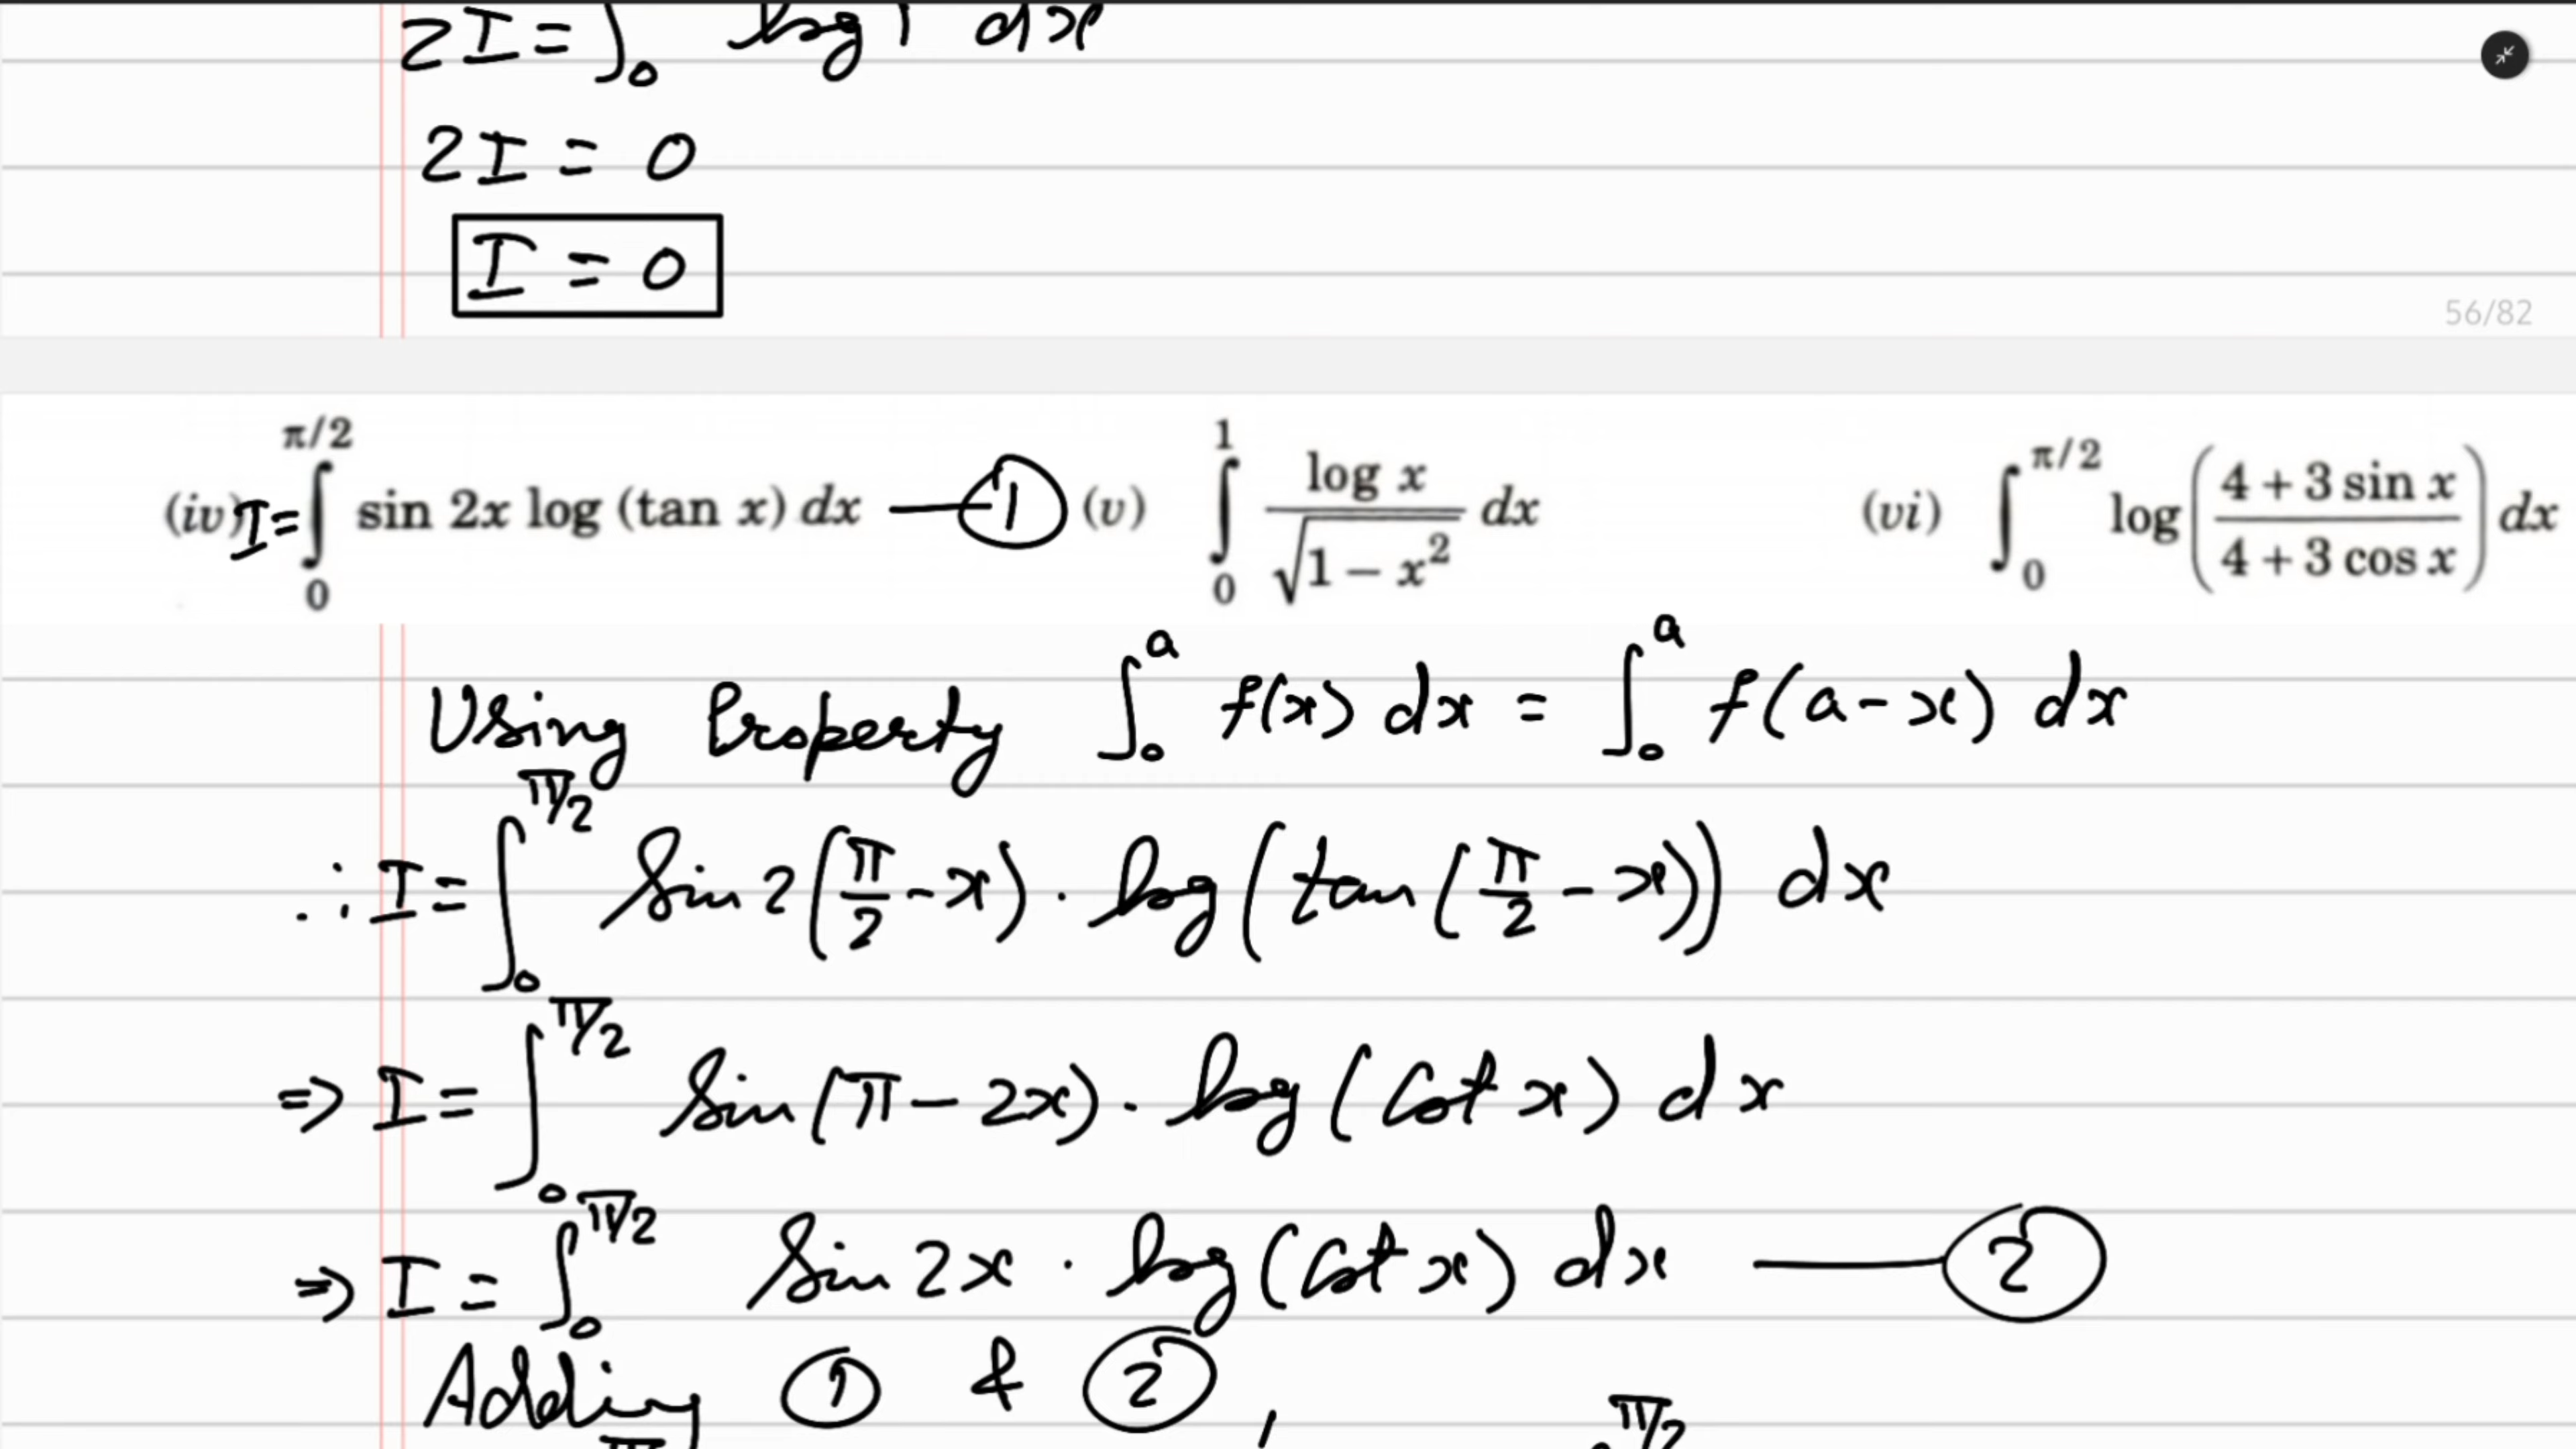 2I = ∫₀ log 1 dx
2I = 0
I = 0
56/82
(iv) I = ∫₀^{π/2} sin 2x log (tan x) dx —— ① (v) ∫₀^1 log x / √(1 − x²) dx (vi) ∫₀^{π/2} log((4 + 3 sin x)/(4 + 3 cos x)) dx
Using Property ∫₀^a f(x) dx = ∫₀^a f(a-x) dx
∴ I = ∫₀^{π/2} Sin 2(π/2 - x) · log(tan(π/2 - x)) dx
⇒ I = ∫₀^{π/2} Sin(π - 2x) · log(Cot x) dx
⇒ I = ∫₀^{π/2} Sin 2x · log(Cot x) dx —— ②
Adding ① & ②,
π/2